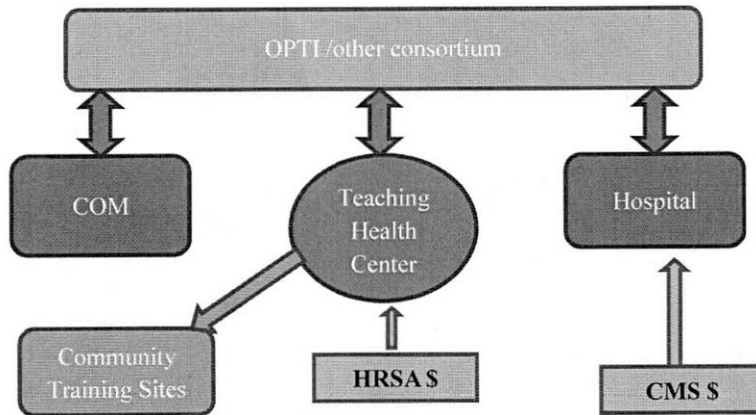 OPTI /other consortium
COM
Teaching
Health
Center
Hospital
Community
Training Sites
HRSA $
CMS $